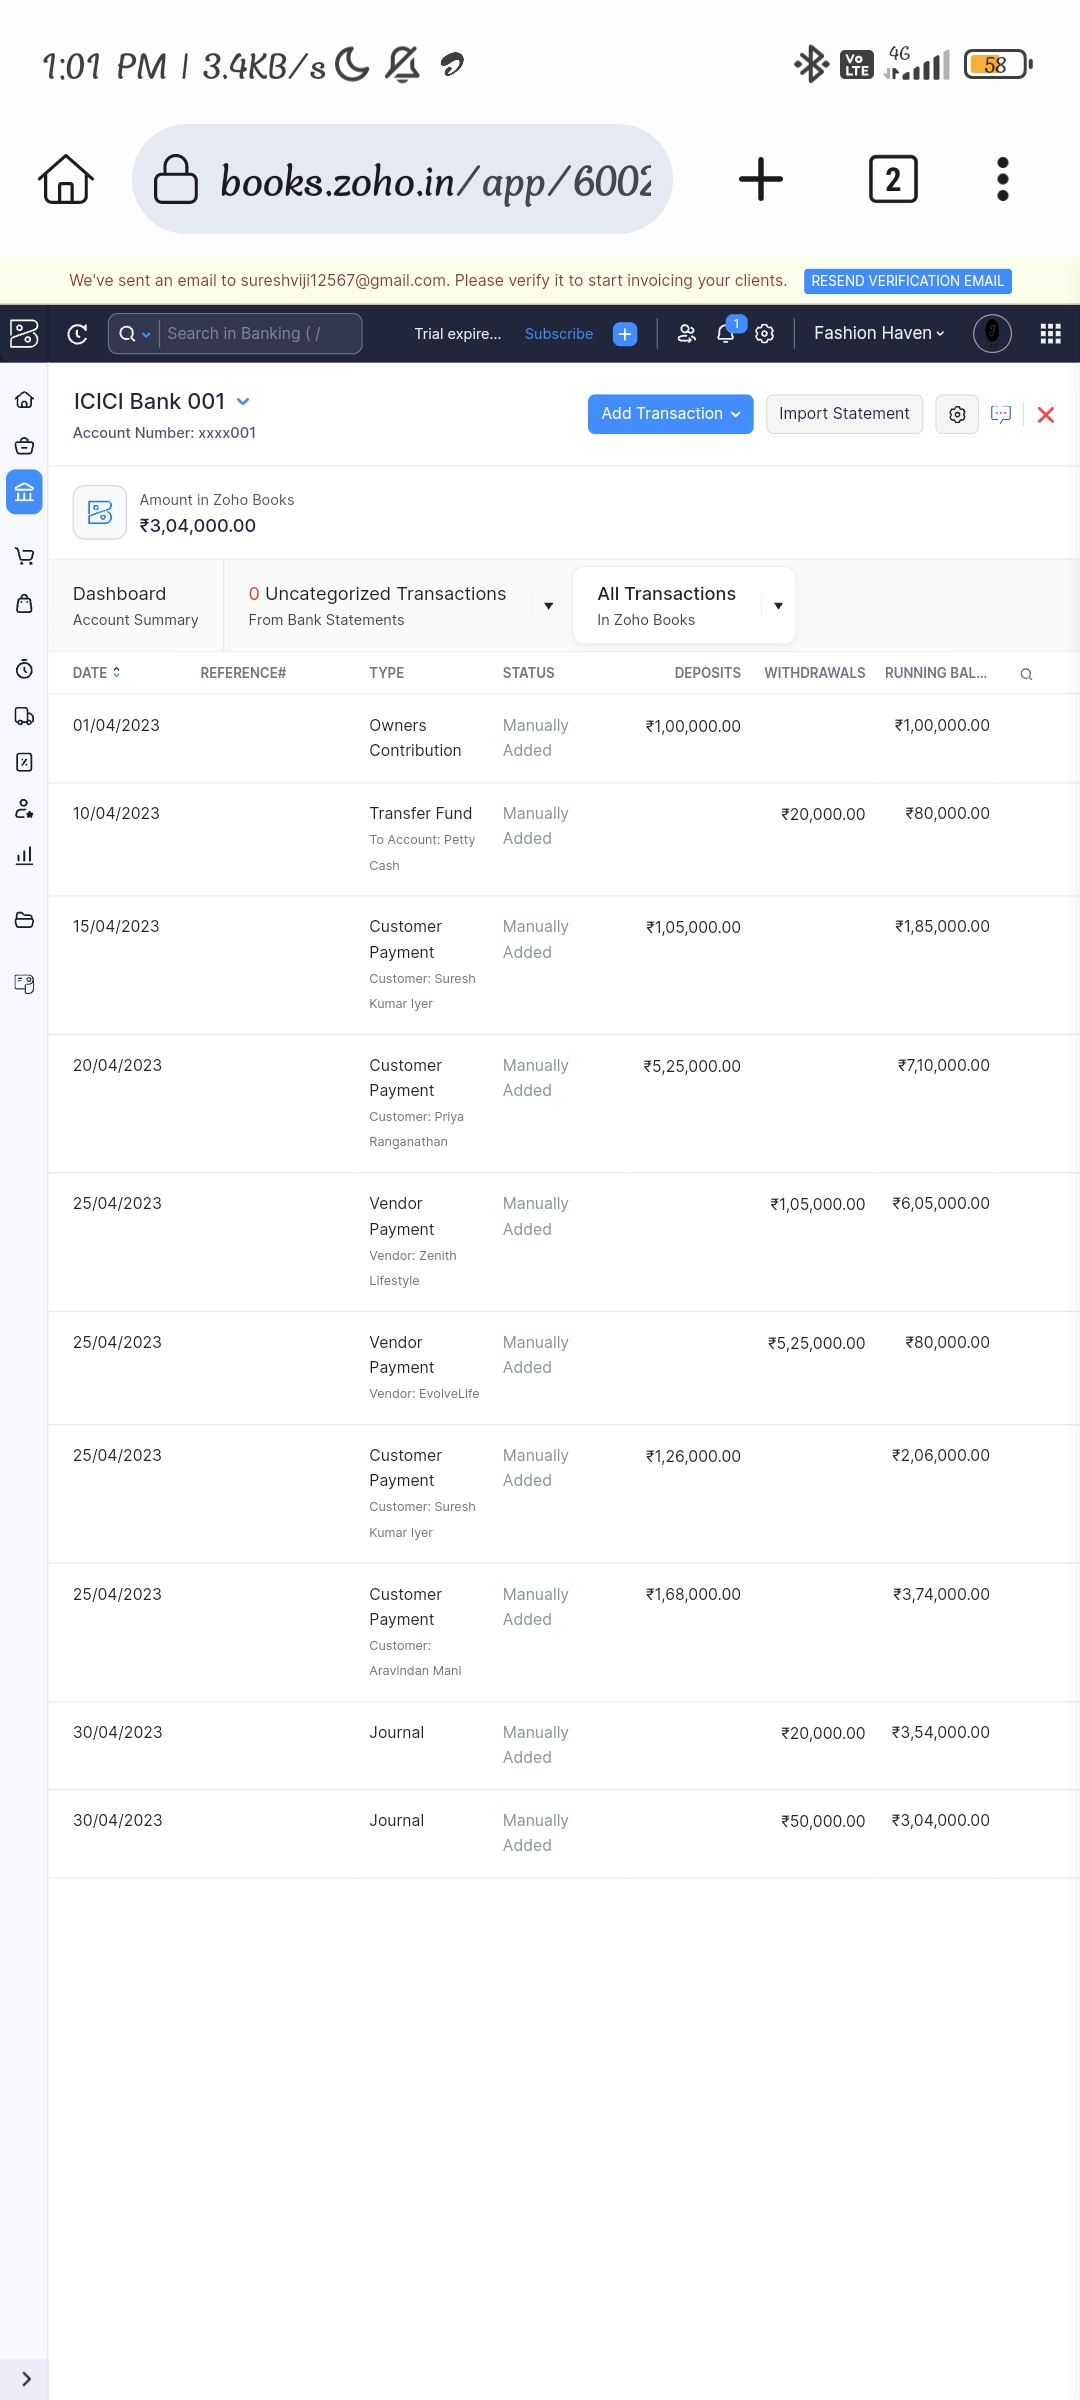 1:01 PM | 3.4KB/s
Vo LTE 4G 58
books.zoho.in/app/6002
2
We've sent an email to sureshviji12567@gmail.com. Please verify it to start invoicing your clients. RESEND VERIFICATION EMAIL
Search in Banking ( / Trial expire... Subscribe 1 Fashion Haven
ICICI Bank 001
Account Number: xxxx001
Add Transaction Import Statement
Amount in Zoho Books
₹3,04,000.00
Dashboard
Account Summary
0 Uncategorized Transactions
From Bank Statements
All Transactions
In Zoho Books
DATE REFERENCE# TYPE STATUS DEPOSITS WITHDRAWALS RUNNING BAL...
01/04/2023 Owners Manually ₹1,00,000.00 ₹1,00,000.00
Contribution Added
10/04/2023 Transfer Fund Manually ₹20,000.00 ₹80,000.00
To Account: Petty Added
Cash
15/04/2023 Customer Manually ₹1,05,000.00 ₹1,85,000.00
Payment Added
Customer: Suresh
Kumar Iyer
20/04/2023 Customer Manually ₹5,25,000.00 ₹7,10,000.00
Payment Added
Customer: Priya
Ranganathan
25/04/2023 Vendor Manually ₹1,05,000.00 ₹6,05,000.00
Payment Added
Vendor: Zenith
Lifestyle
25/04/2023 Vendor Manually ₹5,25,000.00 ₹80,000.00
Payment Added
Vendor: EvolveLife
25/04/2023 Customer Manually ₹1,26,000.00 ₹2,06,000.00
Payment Added
Customer: Suresh
Kumar Iyer
25/04/2023 Customer Manually ₹1,68,000.00 ₹3,74,000.00
Payment Added
Customer:
Aravindan Mani
30/04/2023 Journal Manually ₹20,000.00 ₹3,54,000.00
Added
30/04/2023 Journal Manually ₹50,000.00 ₹3,04,000.00
Added